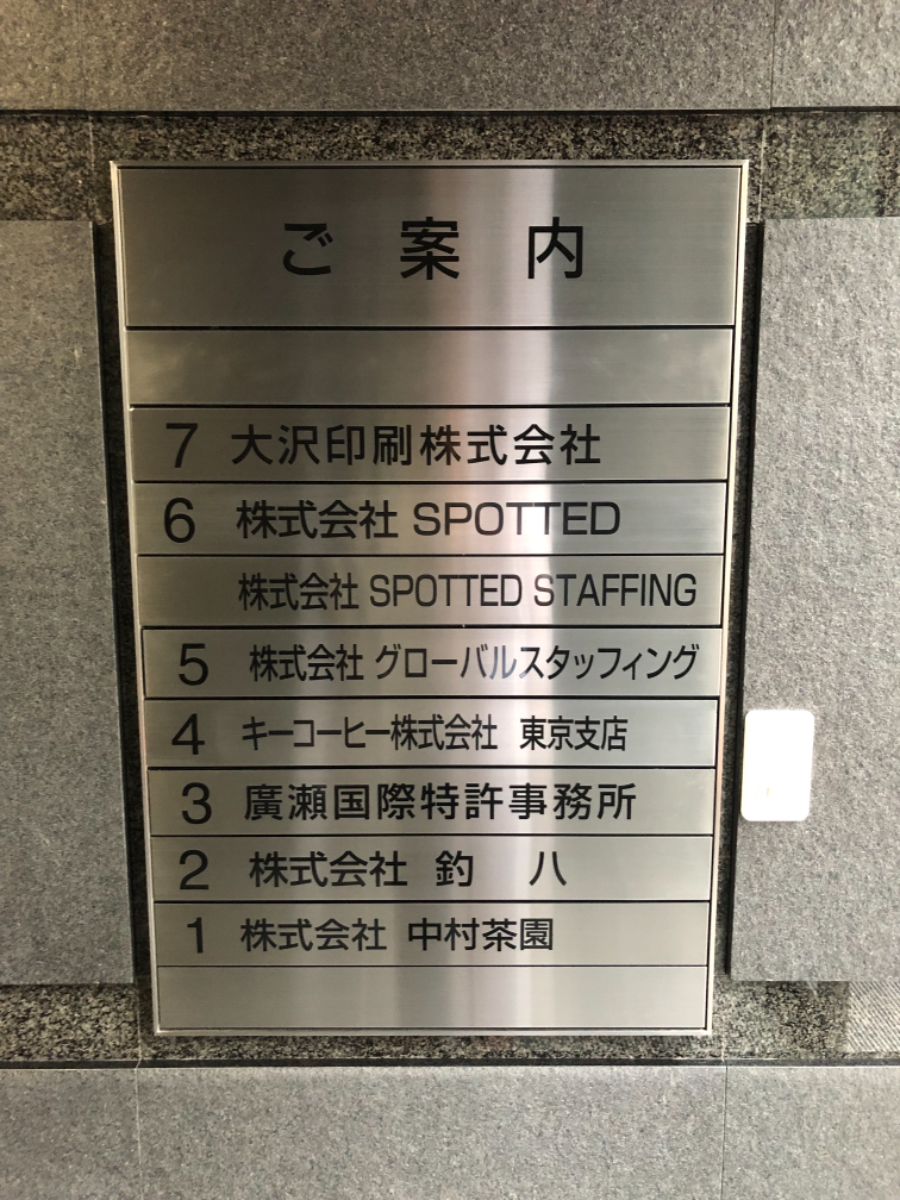 ご 案 内
7 大沢印刷株式会社
6 株式会社 SPOTTED
株式会社 SPOTTED STAFFING
5 株式会社 グローバルスタッフィング
4 キーコーヒー株式会社 東京支店
3 廣瀬国際特許事務所
2 株式会社 釣 八
1 株式会社 中村茶園